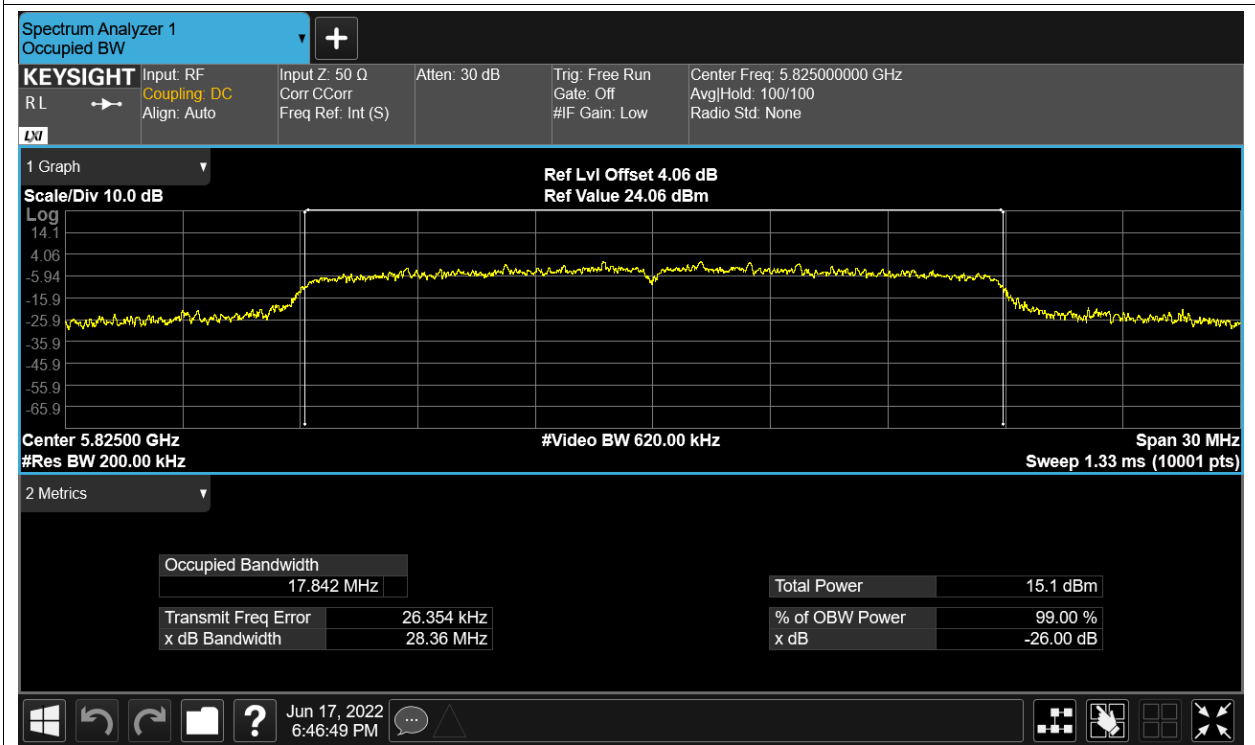 Spectrum Analyzer 1
Occupied BW
KEYSIGHT
R L
LXI
Input: RF
Coupling: DC
Align: Auto
Input Z: 50 Ω
Corr CCorr
Freq Ref: Int (S)
Atten: 30 dB
Trig: Free Run
Gate: Off
#IF Gain: Low
Center Freq: 5.825000000 GHz
Avg|Hold: 100/100
Radio Std: None
1 Graph
Scale/Div 10.0 dB
Ref Lvl Offset 4.06 dB
Ref Value 24.06 dBm
Log
14.1
4.06
-5.94
-15.9
-25.9
-35.9
-45.9
-55.9
-65.9
Center 5.82500 GHz
#Video BW 620.00 kHz
Span 30 MHz
#Res BW 200.00 kHz
Sweep 1.33 ms (10001 pts)
2 Metrics
Occupied Bandwidth
17.842 MHz
Transmit Freq Error 26.354 kHz
x dB Bandwidth 28.36 MHz
Total Power 15.1 dBm
% of OBW Power 99.00 %
x dB -26.00 dB
?
Jun 17, 2022
6:46:49 PM